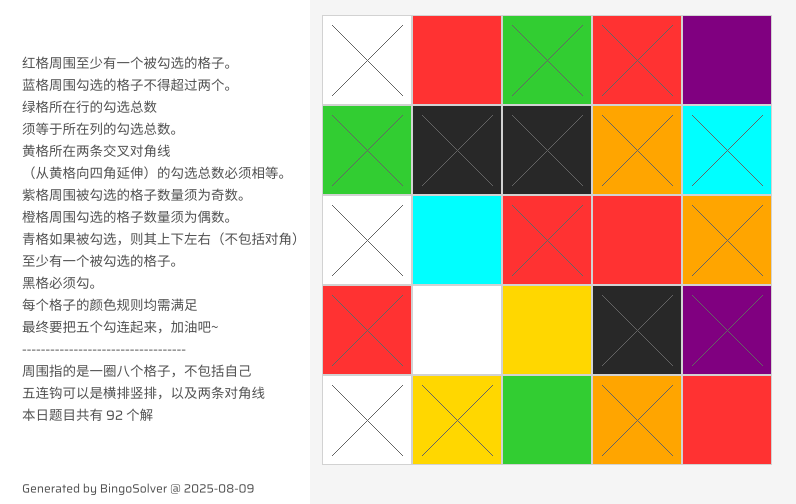 红格周围至少有一个被勾选的格子。
蓝格周围勾选的格子不得超过两个。
绿格所在行的勾选总数
须等于所在列的勾选总数。
黄格所在两条交叉对角线
（从黄格向四角延伸）的勾选总数必须相等。
紫格周围被勾选的格子数量须为奇数。
橙格周围勾选的格子数量须为偶数。
青格如果被勾选，则其上下左右（不包括对角）
至少有一个被勾选的格子。
黑格必须勾。
每个格子的颜色规则均需满足
最终要把五个勾连起来，加油吧~
-----------------------------------
周围指的是一圈八个格子，不包括自己
五连钩可以是横排竖排，以及两条对角线
本日题目共有 92 个解
Generated by BingoSolver @ 2025-08-09